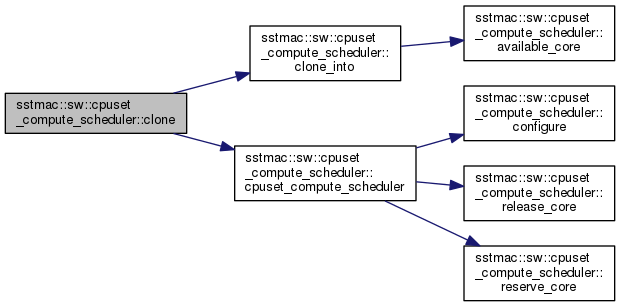 sstmac::sw::cpuset
_compute_scheduler::clone
sstmac::sw::cpuset
_compute_scheduler::
clone_into
sstmac::sw::cpuset
_compute_scheduler::
cpuset_compute_scheduler
sstmac::sw::cpuset
_compute_scheduler::
available_core
sstmac::sw::cpuset
_compute_scheduler::
configure
sstmac::sw::cpuset
_compute_scheduler::
release_core
sstmac::sw::cpuset
_compute_scheduler::
reserve_core